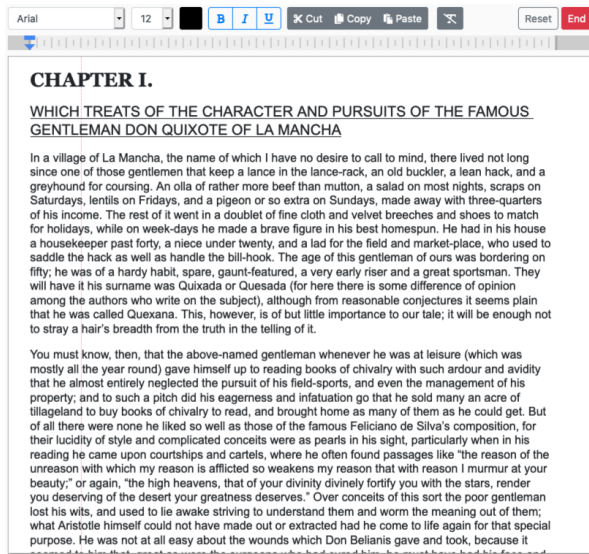 Arial 12 B I U Cut Copy Paste Reset End
CHAPTER I.
WHICH TREATS OF THE CHARACTER AND PURSUITS OF THE FAMOUS
GENTLEMAN DON QUIXOTE OF LA MANCHA
In a village of La Mancha, the name of which I have no desire to call to mind, there lived not long
since one of those gentlemen that keep a lance in the lance-rack, an old buckler, a lean hack, and a
greyhound for coursing. An olla of rather more beef than mutton, a salad on most nights, scraps on
Saturdays, lentils on Fridays, and a pigeon or so extra on Sundays, made away with three-quarters
of his income. The rest of it went in a doublet of fine cloth and velvet breeches and shoes to match
for holidays, while on week-days he made a brave figure in his best homespun. He had in his house
a housekeeper past forty, a niece under twenty, and a lad for the field and market-place, who used to
saddle the hack as well as handle the bill-hook. The age of this gentleman of ours was bordering on
fifty; he was of a hardy habit, spare, gaunt-featured, a very early riser and a great sportsman. They
will have it his surname was Quixada or Quesada (for here there is some difference of opinion
among the authors who write on the subject), although from reasonable conjectures it seems plain
that he was called Quexana. This, however, is of but little importance to our tale; it will be enough not
to stray a hair’s breadth from the truth in the telling of it.
You must know, then, that the above-named gentleman whenever he was at leisure (which was
mostly all the year round) gave himself up to reading books of chivalry with such ardour and avidity
that he almost entirely neglected the pursuit of his field-sports, and even the management of his
property; and to such a pitch did his eagerness and infatuation go that he sold many an acre of
tillageland to buy books of chivalry to read, and brought home as many of them as he could get. But
of all there were none he liked so well as those of the famous Feliciano de Silva’s composition, for
their lucidity of style and complicated conceits were as pearls in his sight, particularly when in his
reading he came upon courtships and cartels, where he often found passages like “the reason of the
unreason with which my reason is afflicted so weakens my reason that with reason I murmur at your
beauty;” or again, “the high heavens, that of your divinity divinely fortify you with the stars, render
you deserving of the desert your greatness deserves.” Over conceits of this sort the poor gentleman
lost his wits, and used to lie awake striving to understand them and worm the meaning out of them;
what Aristotle himself could not have made out or extracted had he come to life again for that special
purpose. He was not at all easy about the wounds which Don Belianis gave and took, because it